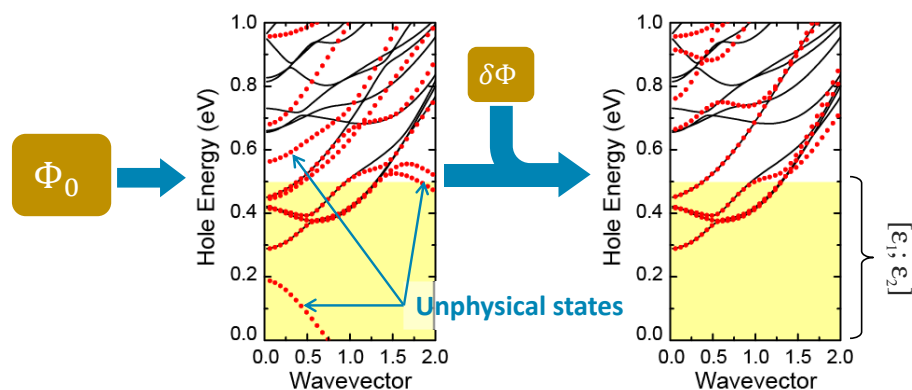 Φ₀
Hole Energy (eV)
1.0
0.8
0.6
0.4
0.2
0.0
0.0 0.5 1.0 1.5 2.0
Wavevector
Unphysical states
δΦ
Hole Energy (eV)
1.0
0.8
0.6
0.4
0.2
0.0
0.0 0.5 1.0 1.5 2.0
Wavevector
[ε₁; ε₂]